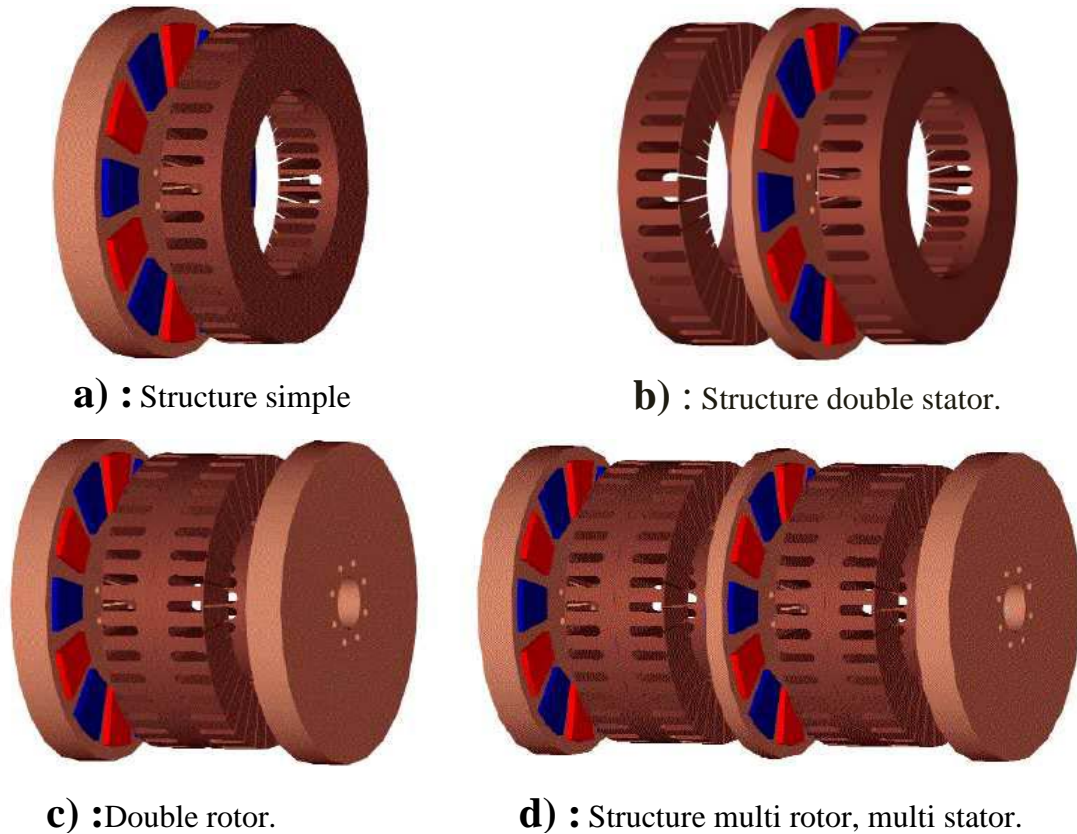 a) : Structure simple
b) : Structure double stator.
c) :Double rotor.
d) : Structure multi rotor, multi stator.